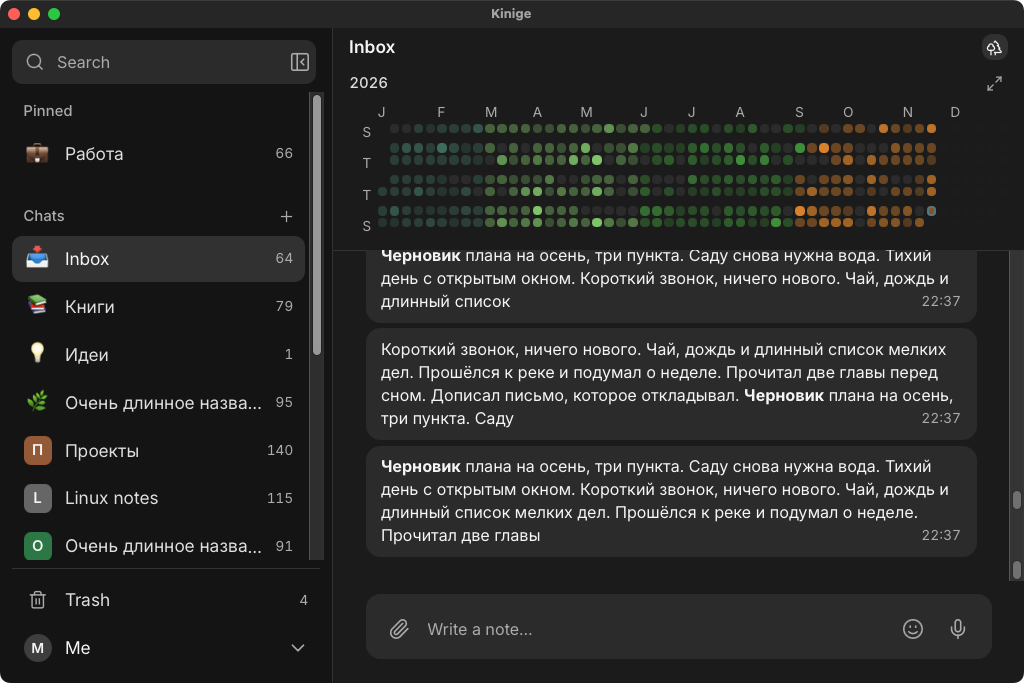 Kinige
Search
Pinned
Работа 66
Chats
Inbox 64
Книги 79
Идеи 1
Очень длинное назва... 95
П Проекты 140
L Linux notes 115
О Очень длинное назва... 91
Trash 4
M Me
Inbox
2026
J F M A M J J A S O N D
S
T
T
S
Черновик плана на осень, три пункта. Саду снова нужна вода. Тихий
день с открытым окном. Короткий звонок, ничего нового. Чай, дождь и
длинный список 22:37
Короткий звонок, ничего нового. Чай, дождь и длинный список мелких
дел. Прошёлся к реке и подумал о неделе. Прочитал две главы перед
сном. Дописал письмо, которое откладывал. Черновик плана на осень,
три пункта. Саду 22:37
Черновик плана на осень, три пункта. Саду снова нужна вода. Тихий
день с открытым окном. Короткий звонок, ничего нового. Чай, дождь и
длинный список мелких дел. Прошёлся к реке и подумал о неделе.
Прочитал две главы 22:37
Write a note...